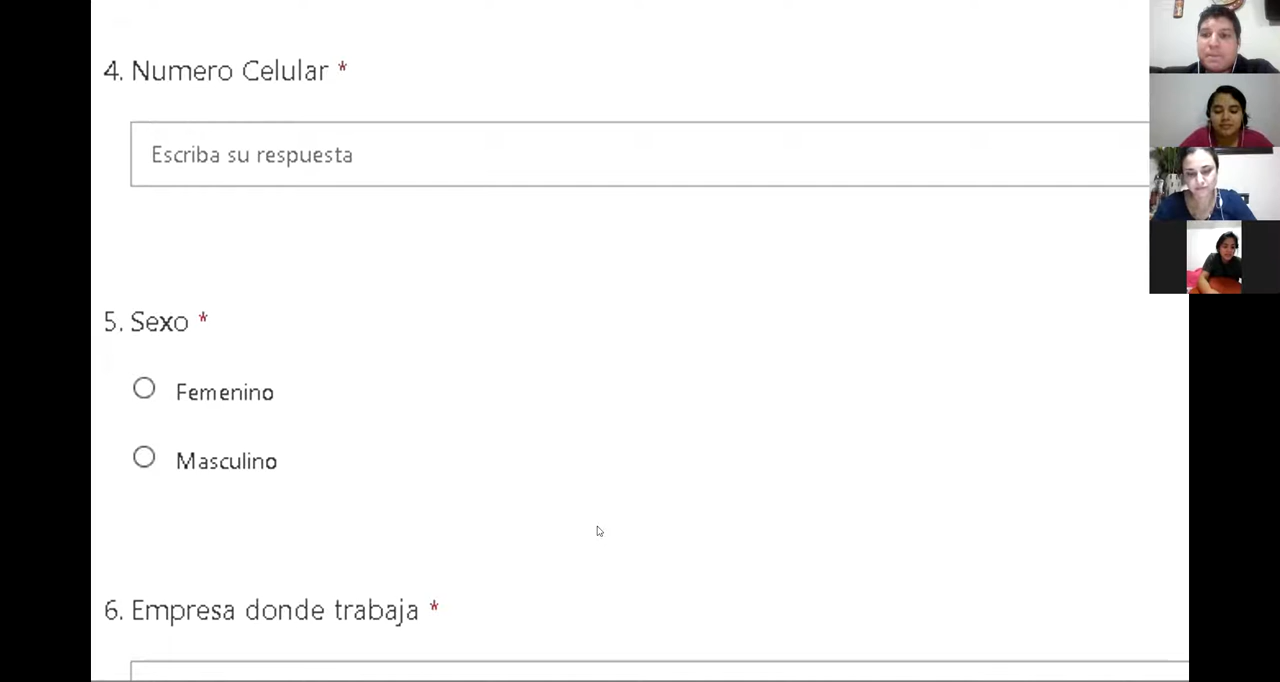 4. Numero Celular *
Escriba su respuesta
5. Sexo *
Femenino
Masculino
6. Empresa donde trabaja *